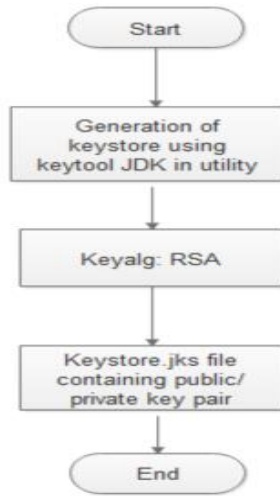 Start
Generation of
keystore using
keytool JDK in utility
Keyalg: RSA
Keystore.jks file
containing public/
private key pair
End